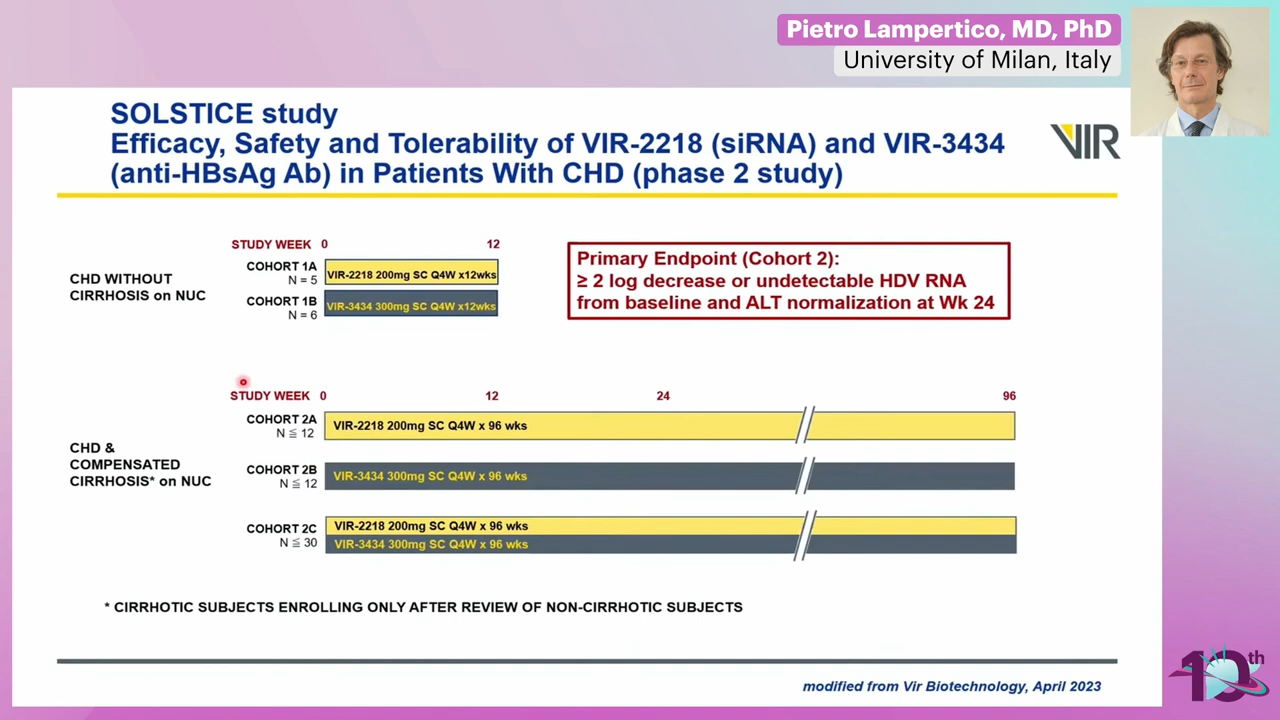 Pietro Lampertico, MD, PhD
University of Milan, Italy
SOLSTICE study
Efficacy, Safety and Tolerability of VIR-2218 (siRNA) and VIR-3434
(anti-HBsAg Ab) in Patients With CHD (phase 2 study)
VIR
STUDY WEEK 0 12
CHD WITHOUT
CIRRHOSIS on NUC
COHORT 1A
N = 5
VIR-2218 200mg SC Q4W x12wks
COHORT 1B
N = 6
VIR-3434 300mg SC Q4W x12wks
Primary Endpoint (Cohort 2):
≥ 2 log decrease or undetectable HDV RNA
from baseline and ALT normalization at Wk 24
STUDY WEEK 0 12 24 96
CHD &
COMPENSATED
CIRRHOSIS* on NUC
COHORT 2A
N ≦ 12
VIR-2218 200mg SC Q4W x 96 wks
COHORT 2B
N ≦ 12
VIR-3434 300mg SC Q4W x 96 wks
COHORT 2C
N ≦ 30
VIR-2218 200mg SC Q4W x 96 wks
VIR-3434 300mg SC Q4W x 96 wks
* CIRRHOTIC SUBJECTS ENROLLING ONLY AFTER REVIEW OF NON-CIRRHOTIC SUBJECTS
modified from Vir Biotechnology, April 2023
10th